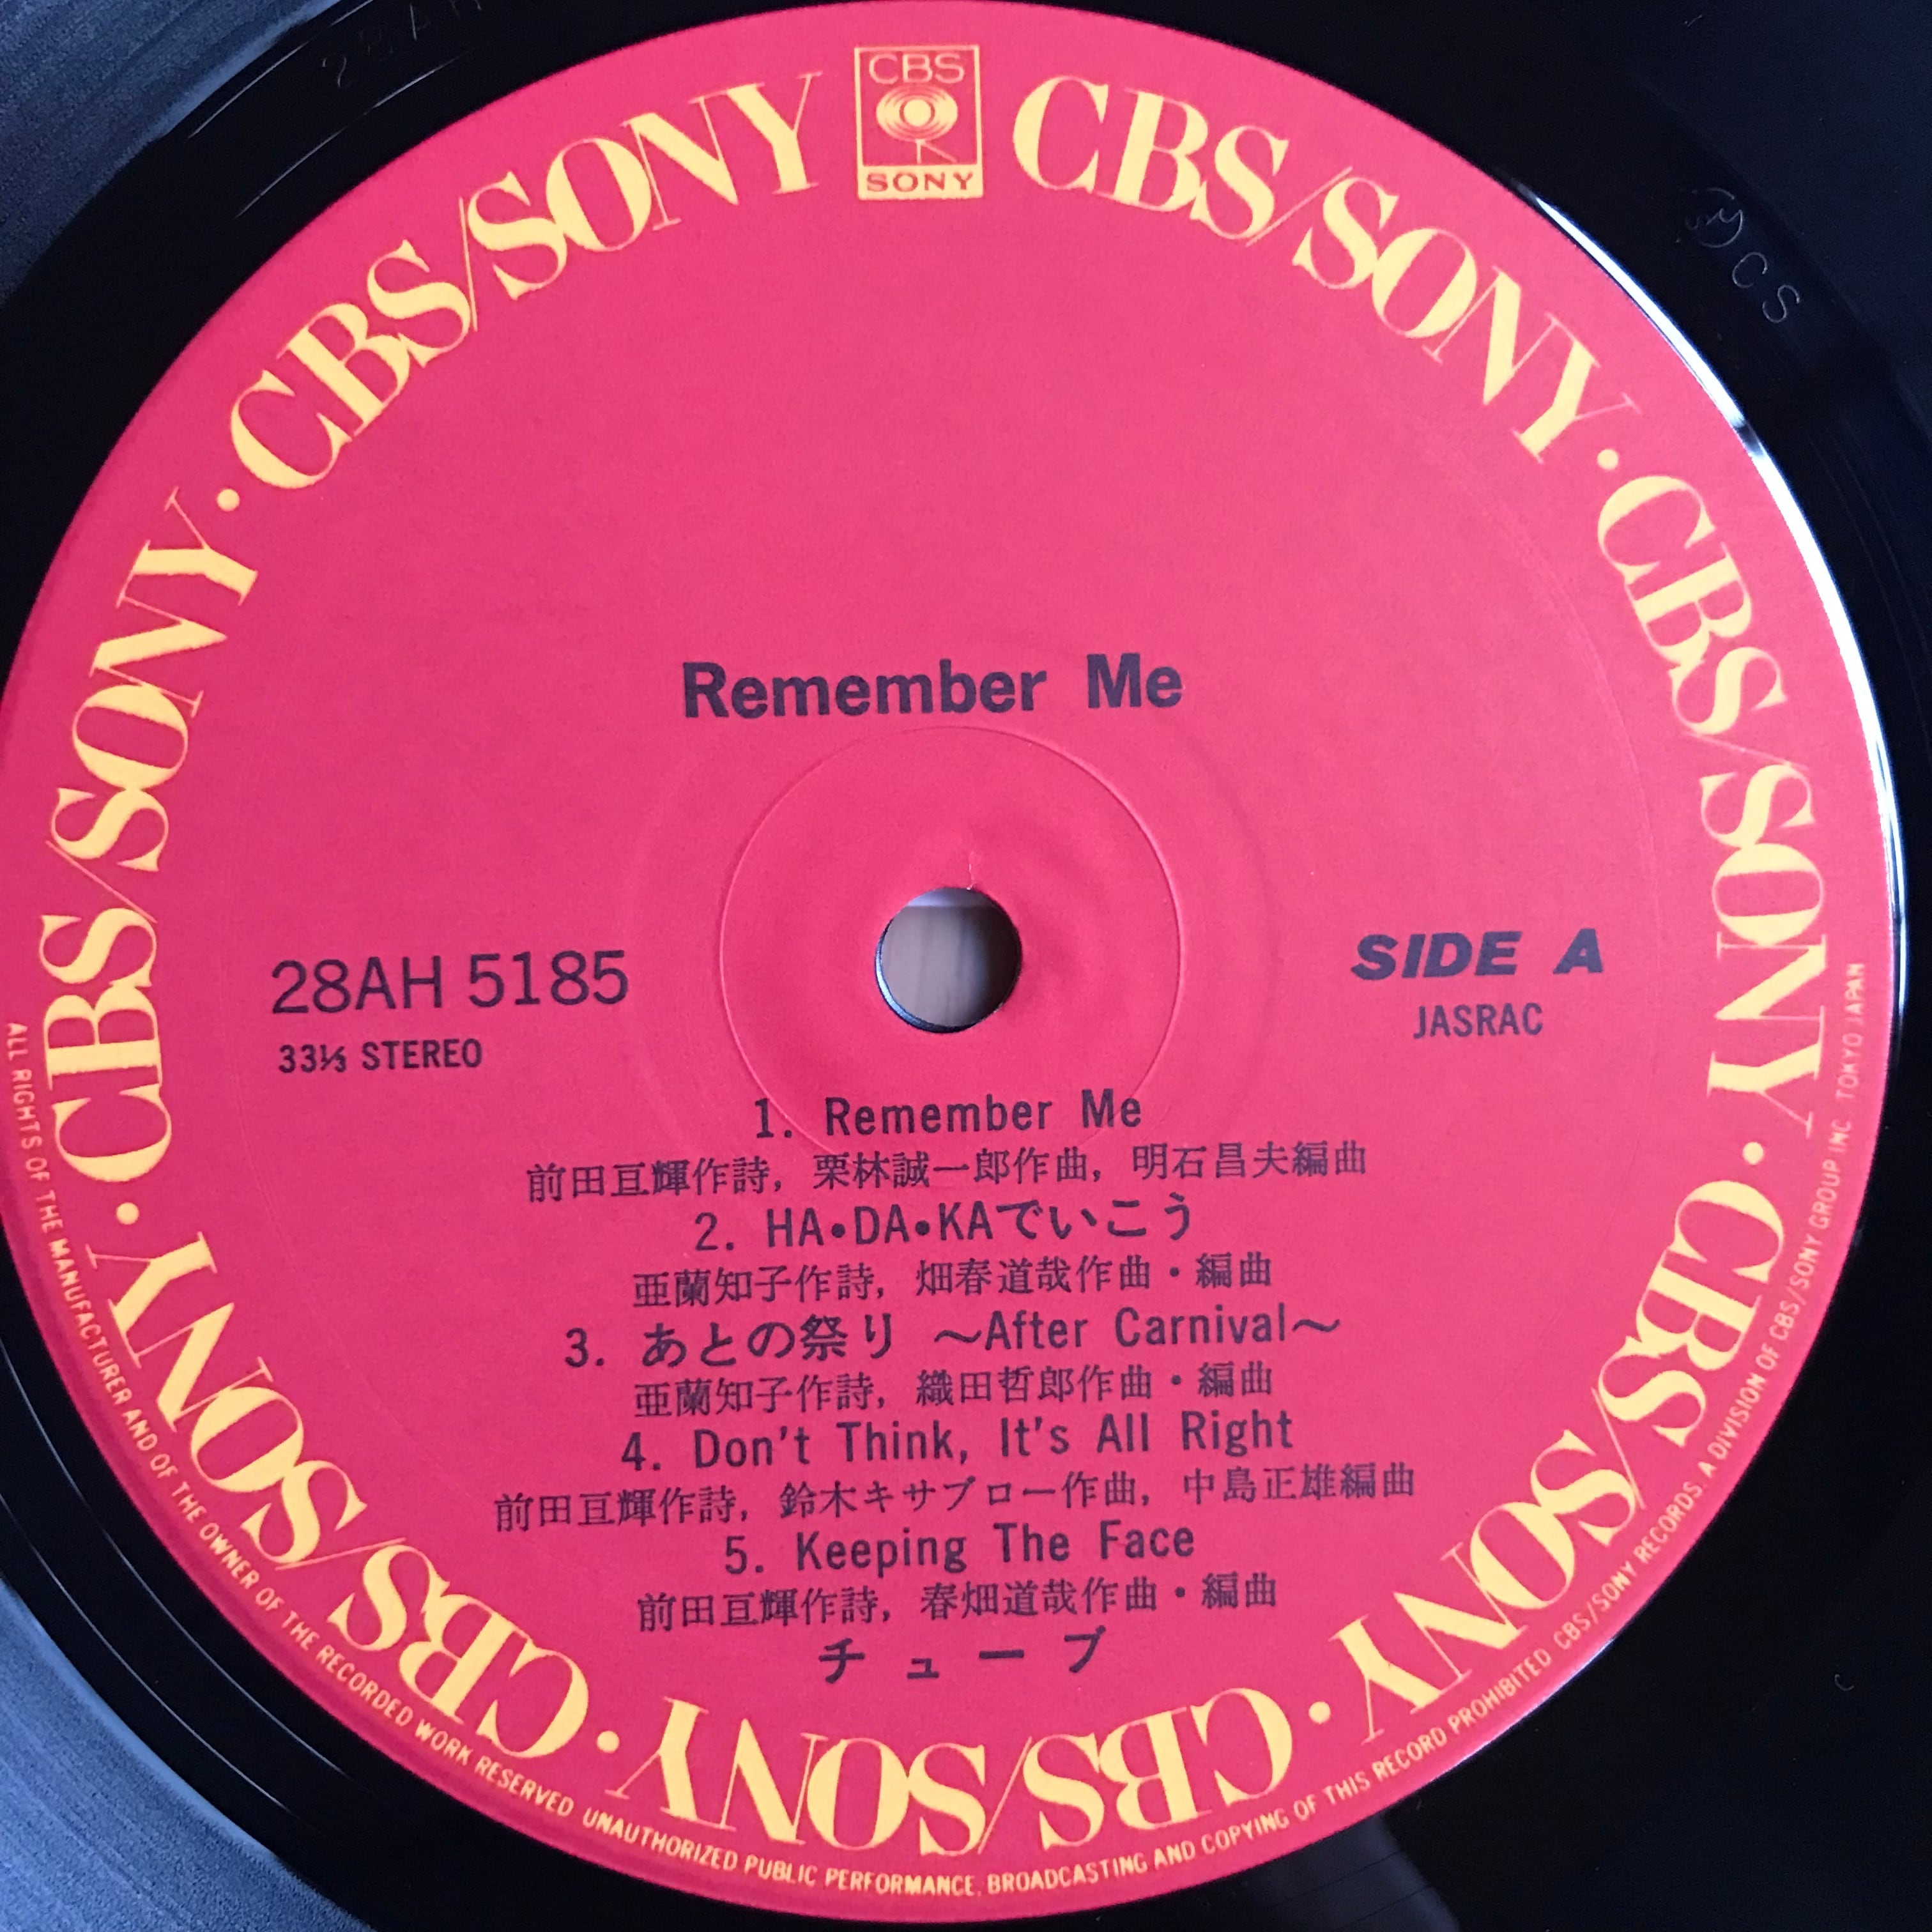 CBS
SONY
CBS/SONY · CBS/SONY · CBS/SONY · CBS/SONY · CBS/SONY · CBS/SONY · CBS/SONY
Remember Me
28AH 5185
33⅓ STEREO
SIDE A
JASRAC
1. Remember Me
前田亘輝作詩, 栗林誠一郎作曲, 明石昌夫編曲
2. HA•DA•KAでいこう
亜蘭知子作詩, 畑春道哉作曲・編曲
3. あとの祭り ～After Carnival～
亜蘭知子作詩, 織田哲郎作曲・編曲
4. Don't Think, It's All Right
前田亘輝作詩, 鈴木キサブロー作曲, 中島正雄編曲
5. Keeping The Face
前田亘輝作詩, 春畑道哉作曲・編曲
チューブ
ALL RIGHTS OF THE MANUFACTURER AND OF THE OWNER OF THE RECORDED WORK RESERVED UNAUTHORIZED PUBLIC PERFORMANCE, BROADCASTING AND COPYING OF THIS RECORD PROHIBITED CBS/SONY RECORDS. A DIVISION OF CBS/SONY GROUP INC. TOKYO JAPAN
CS